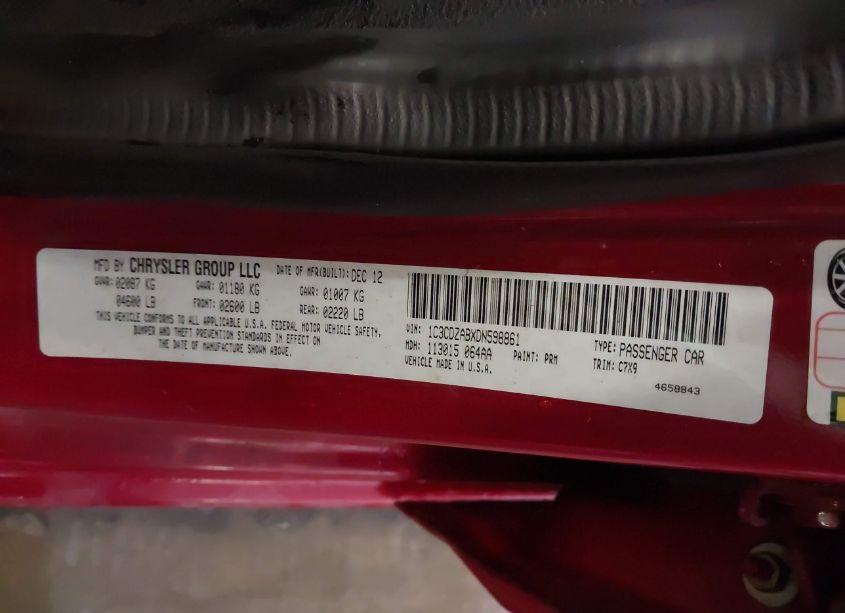 MFD BY CHRYSLER GROUP LLC DATE OF MFR(BUILT): DEC 12
GVWR: 02087 KG GAWR: 01180 KG GAWR: 01007 KG
04600 LB FRONT: 02600 LB REAR: 02220 LB
THIS VEHICLE CONFORMS TO ALL APPLICABLE U.S.A. FEDERAL MOTOR VEHICLE SAFETY,
BUMPER AND THEFT PREVENTION STANDARDS IN EFFECT ON
THE DATE OF MANUFACTURE SHOWN ABOVE.
VIN: 1C3CDZABXDN598861 TYPE: PASSENGER CAR
MDH: 113015 064AA PAINT: PRM TRIM: C7X9
VEHICLE MADE IN U.S.A.
4658843